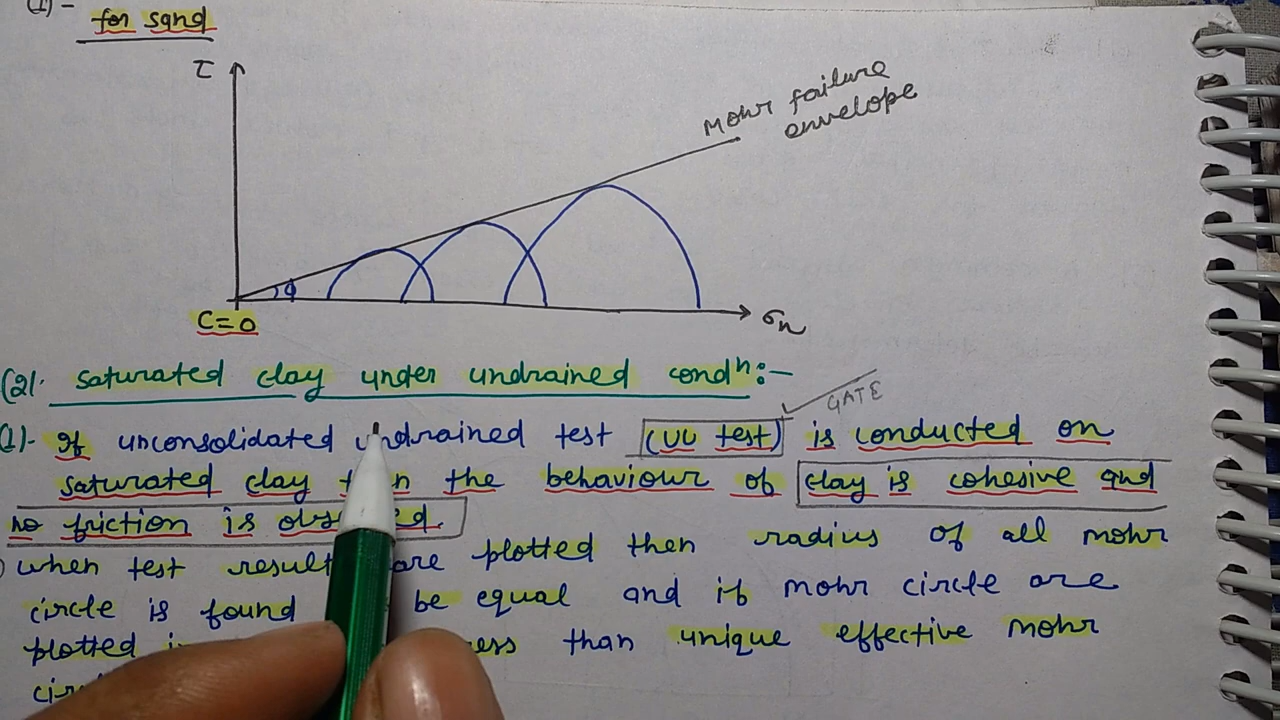 (1) -
for sand
τ
Mohr failure
envelope
φ
C=0
σn
(2). saturated clay under undrained condn:-
GATE
(1)- If unconsolidated undrained test (UU test) is conducted on
saturated clay the behaviour of clay is cohesive and
no friction is
when test are plotted then radius of all mohr
circle is found be equal and if mohr circle are
plotted than unique effective mohr